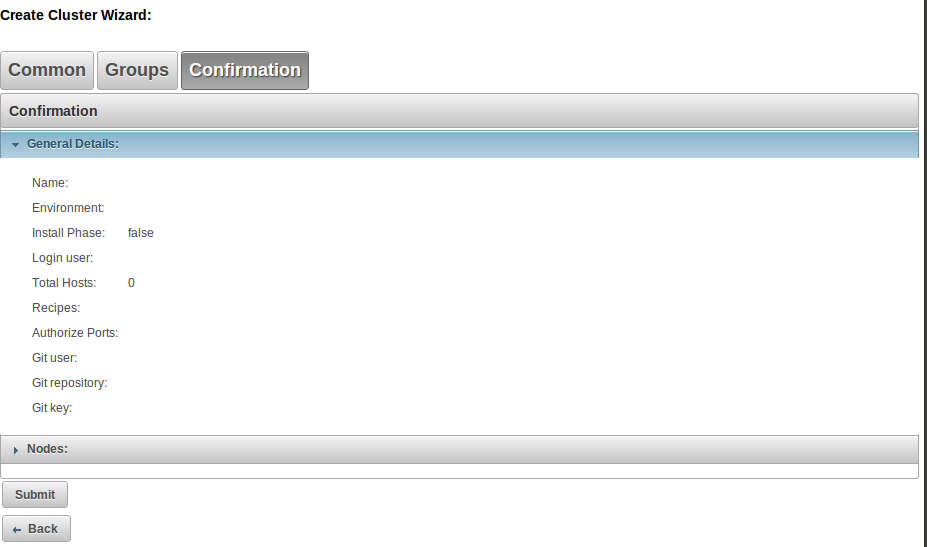 Create Cluster Wizard:
Common Groups Confirmation
Confirmation
General Details:
Name:
Environment:
Install Phase: false
Login user:
Total Hosts: 0
Recipes:
Authorize Ports:
Git user:
Git repository:
Git key:
Nodes:
Submit
Back